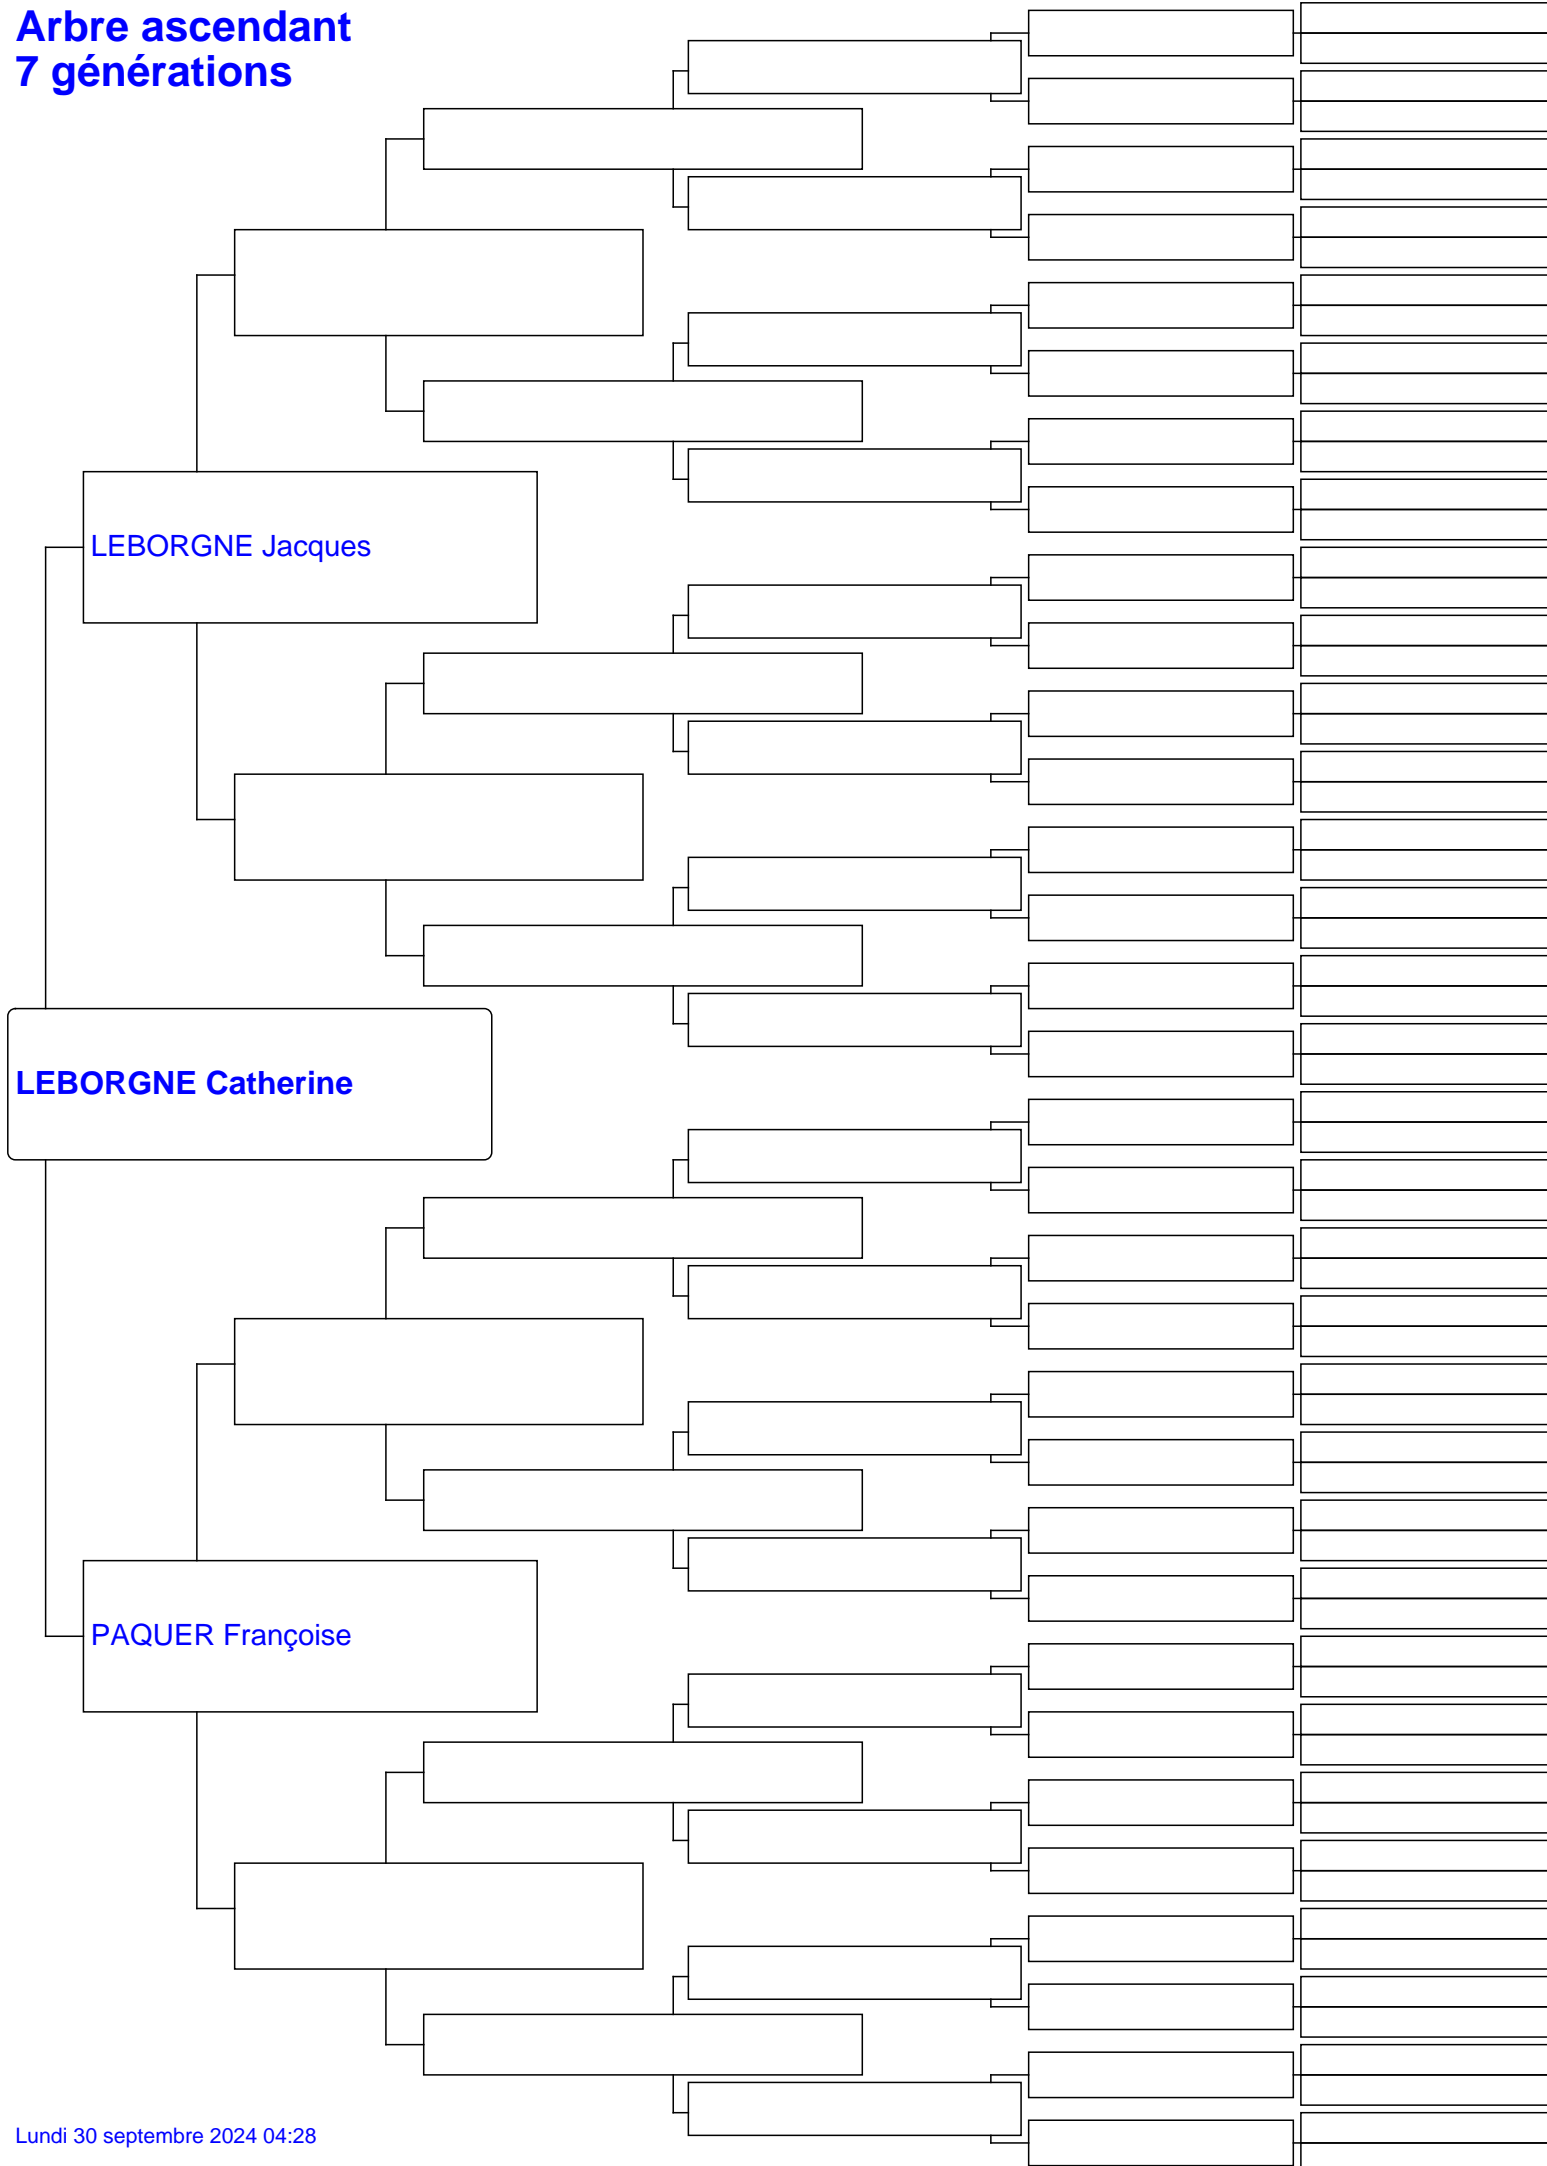 Arbre ascendant
7 générations
LEBORGNE Jacques
LEBORGNE Catherine
PAQUER Françoise
Lundi 30 septembre 2024 04:28